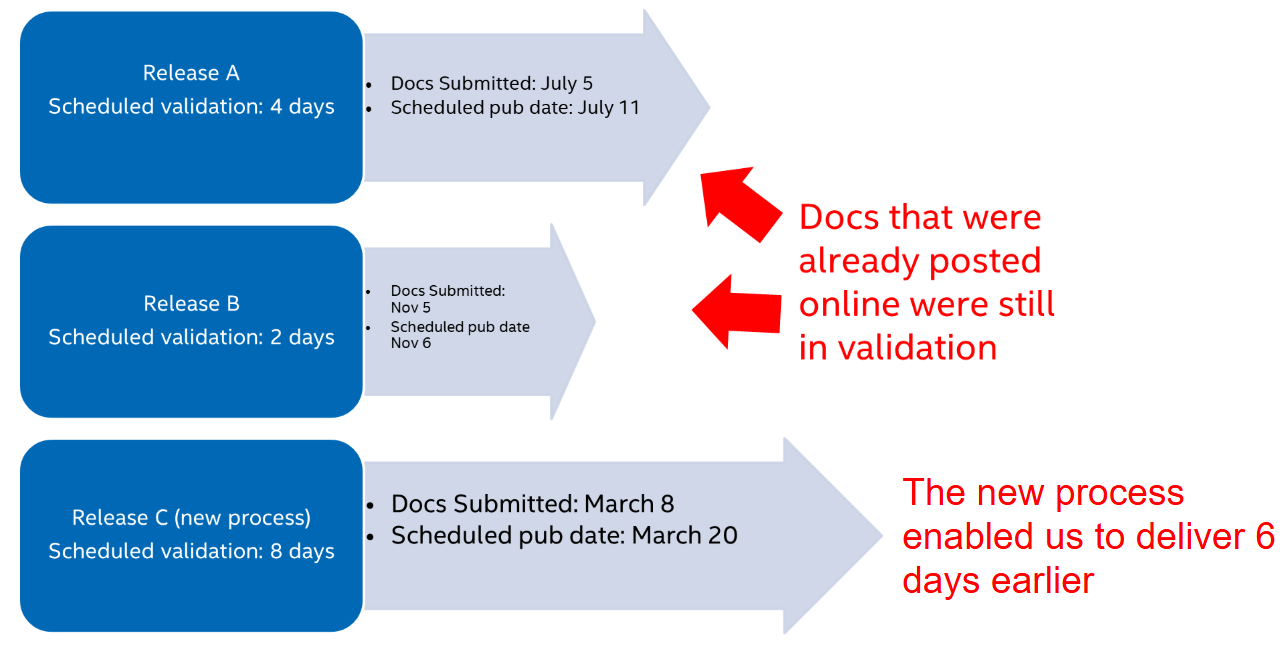 Release A
Scheduled validation: 4 days
• Docs Submitted: July 5
• Scheduled pub date: July 11
Docs that were
already posted
online were still
in validation
Release B
Scheduled validation: 2 days
• Docs Submitted:
Nov 5
• Scheduled pub date
Nov 6
Release C (new process)
Scheduled validation: 8 days
• Docs Submitted: March 8
• Scheduled pub date: March 20
The new process
enabled us to deliver 6
days earlier